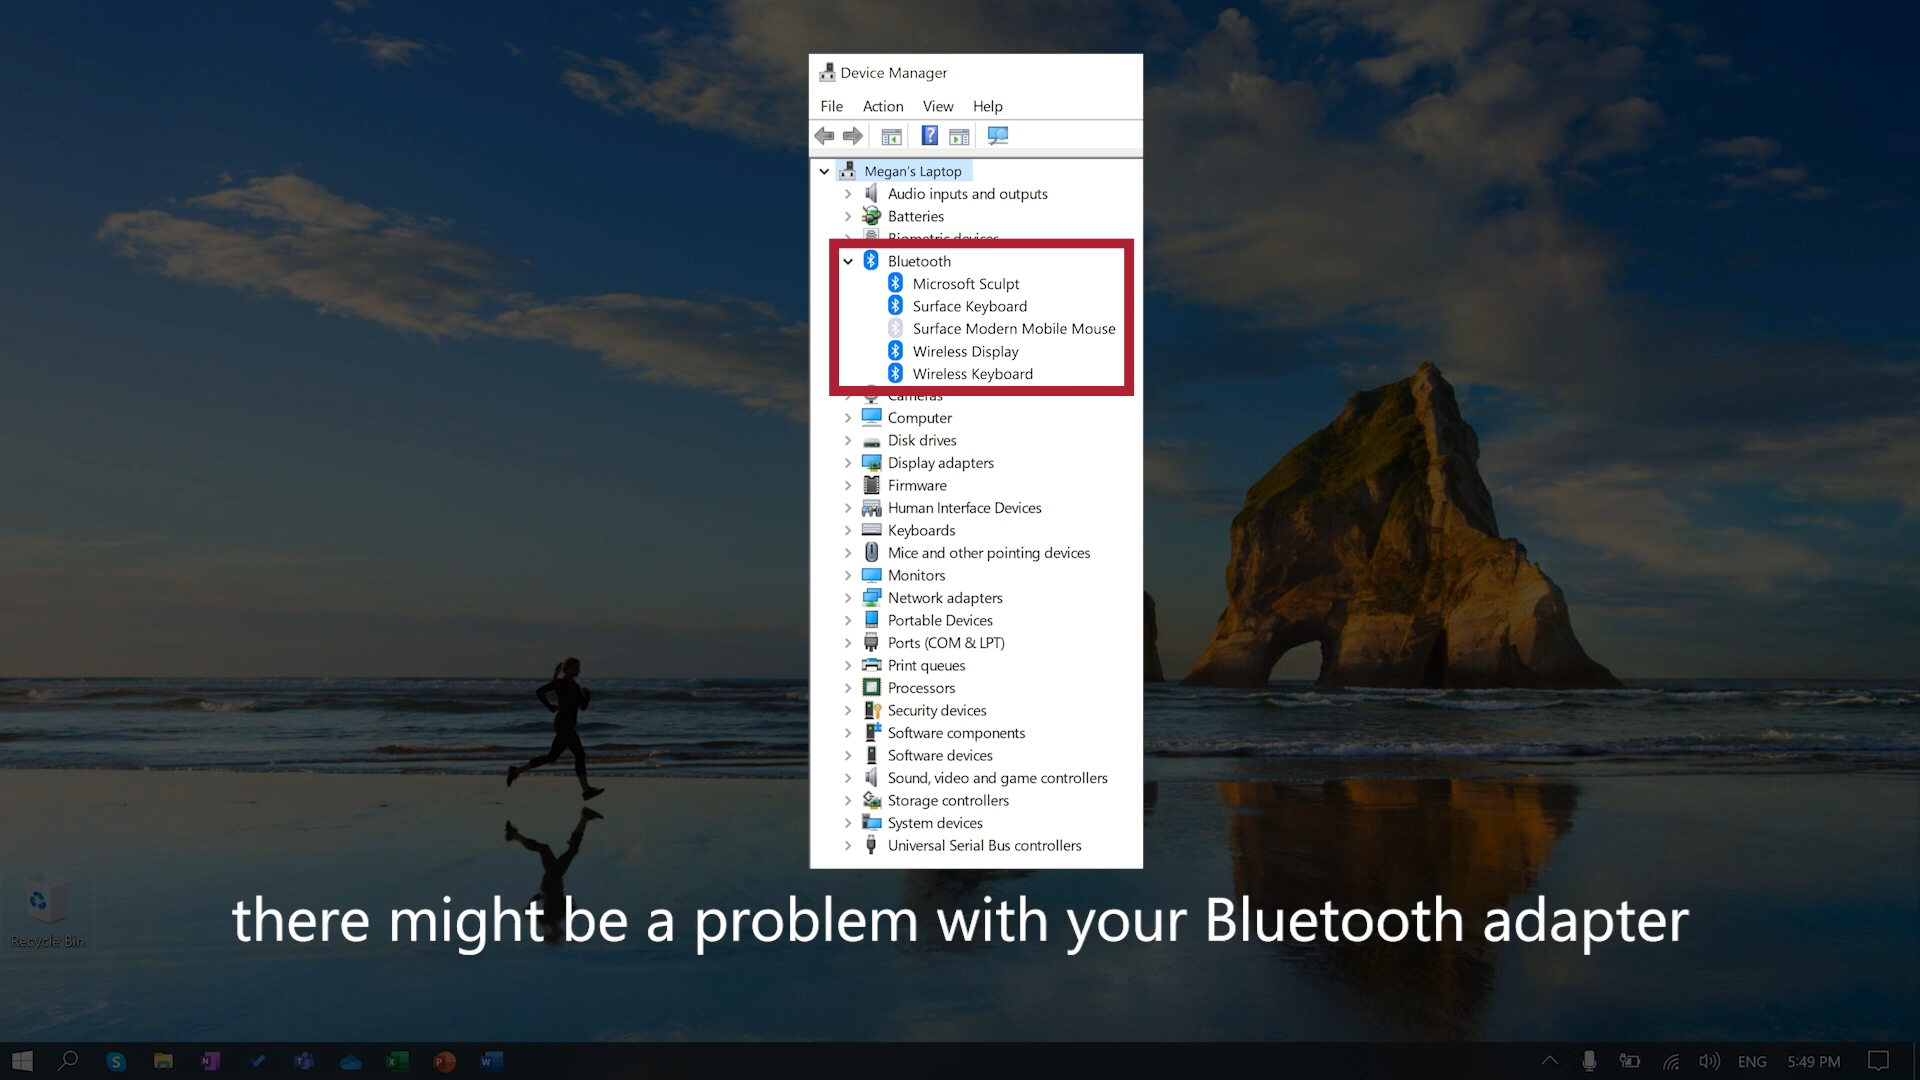 Device Manager
File Action View Help
Megan's Laptop
Audio inputs and outputs
Batteries
Biometric devices
Bluetooth
Microsoft Sculpt
Surface Keyboard
Surface Modern Mobile Mouse
Wireless Display
Wireless Keyboard
Cameras
Computer
Disk drives
Display adapters
Firmware
Human Interface Devices
Keyboards
Mice and other pointing devices
Monitors
Network adapters
Portable Devices
Ports (COM & LPT)
Print queues
Processors
Security devices
Software components
Software devices
Sound, video and game controllers
Storage controllers
System devices
Universal Serial Bus controllers
there might be a problem with your Bluetooth adapter
Recycle Bin
ENG 5:49 PM